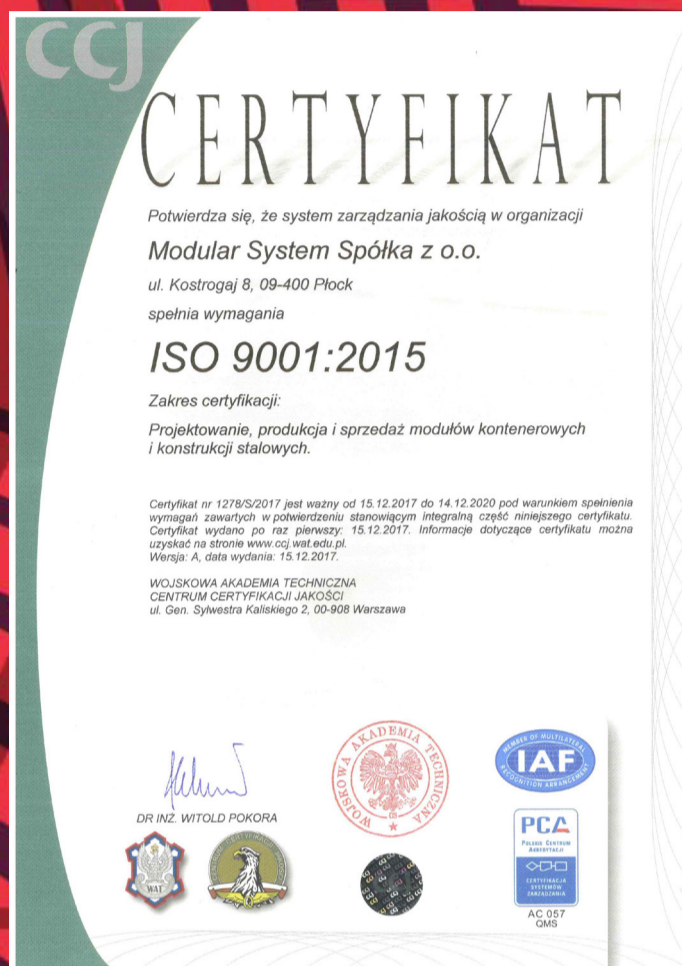 CCJ
CERTYFIKAT
Potwierdza się, że system zarządzania jakością w organizacji
Modular System Spółka z o.o.
ul. Kostrogaj 8, 09-400 Płock
spełnia wymagania
ISO 9001:2015
Zakres certyfikacji:
Projektowanie, produkcja i sprzedaż modułów kontenerowych
i konstrukcji stalowych.
Certyfikat nr 1278/S/2017 jest ważny od 15.12.2017 do 14.12.2020 pod warunkiem spełnienia
wymagań zawartych w potwierdzeniu stanowiącym integralną część niniejszego certyfikatu.
Certyfikat wydano po raz pierwszy: 15.12.2017. Informacje dotyczące certyfikatu można
uzyskać na stronie www.ccj.wat.edu.pl.
Wersja: A, data wydania: 15.12.2017.
WOJSKOWA AKADEMIA TECHNICZNA
CENTRUM CERTYFIKACJI JAKOŚCI
ul. Gen. Sylwestra Kaliskiego 2, 00-908 Warszawa
DR INŻ. WITOLD POKORA
WAT
WOJSKOWA AKADEMIA TECHNICZNA
MEMBER OF MULTILATERAL
IAF
RECOGNITION ARRANGEMENT
PCA
POLSKIE CENTRUM
AKREDYTACJI
CERTYFIKACJA
SYSTEMÓW
ZARZĄDZANIA
AC 057
QMS